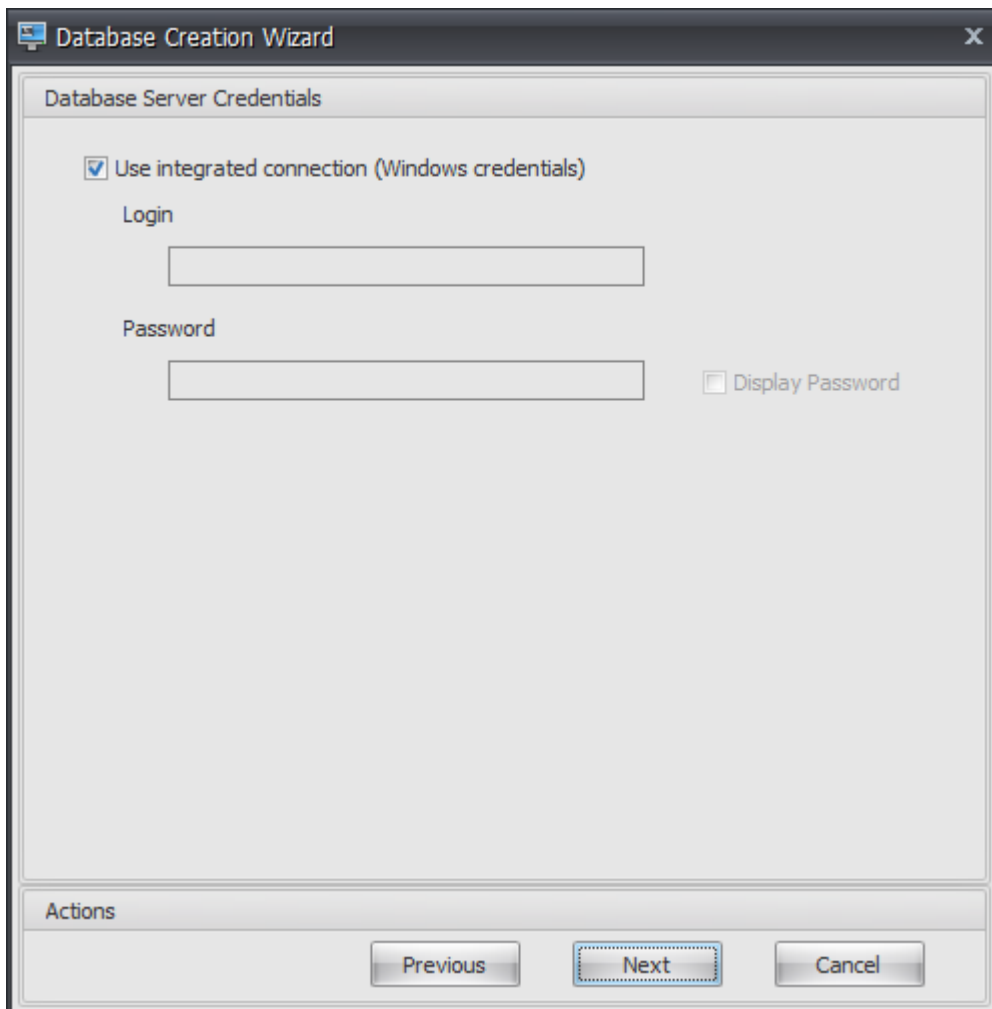 Database Creation Wizard
Database Server Credentials
Use integrated connection (Windows credentials)
Login
Password
Display Password
Actions
Previous Next Cancel